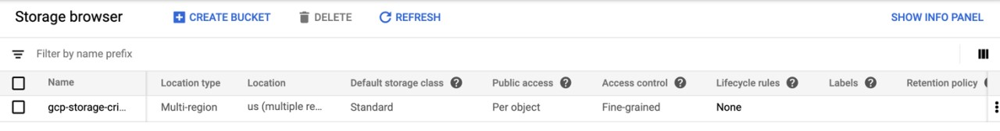 Storage browser CREATE BUCKET DELETE REFRESH SHOW INFO PANEL
Filter by name prefix
Name Location type Location Default storage class ? Public access ? Access control ? Lifecycle rules ? Labels ? Retention policy
gcp-storage-cri... Multi-region us (multiple re... Standard Per object Fine-grained None